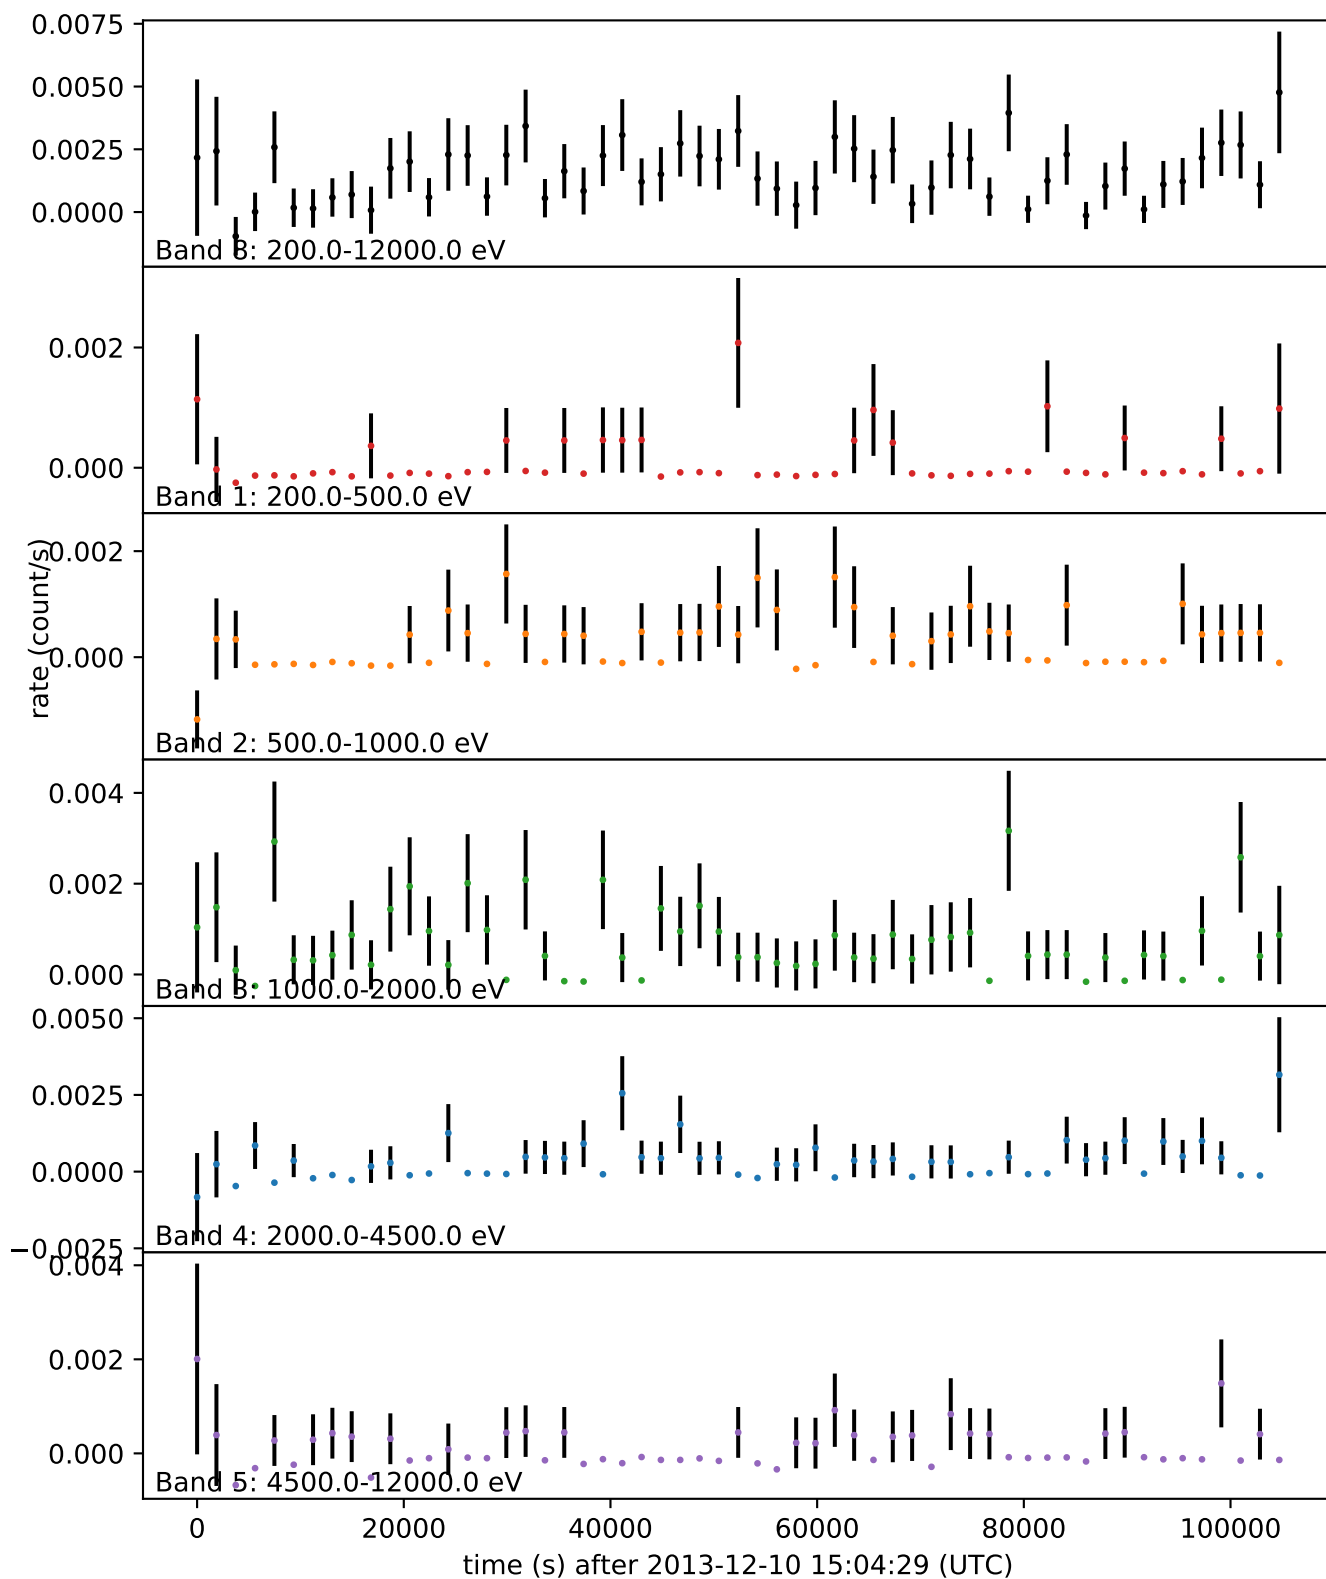 0.0075
0.0050
0.0025
0.0000
Band 8: 200.0-12000.0 eV
0.002
0.000
Band 1: 200.0-500.0 eV
0.002
0.000
rate (count/s)
Band 2: 500.0-1000.0 eV
0.004
0.002
0.000
Band 3: 1000.0-2000.0 eV
0.0050
0.0025
0.0000
−0.0025
Band 4: 2000.0-4500.0 eV
0.004
0.002
0.000
Band 5: 4500.0-12000.0 eV
0 20000 40000 60000 80000 100000
time (s) after 2013-12-10 15:04:29 (UTC)